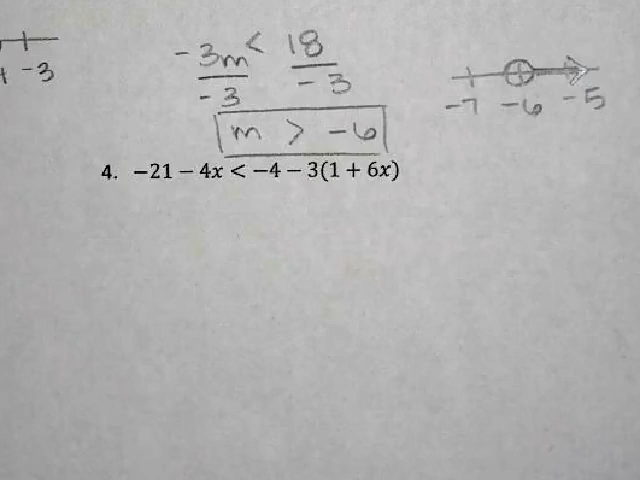 -3m < 18
-3 -3
m > -6
-7 -6 -5
-3
4. −21 − 4x < −4 − 3(1 + 6x)